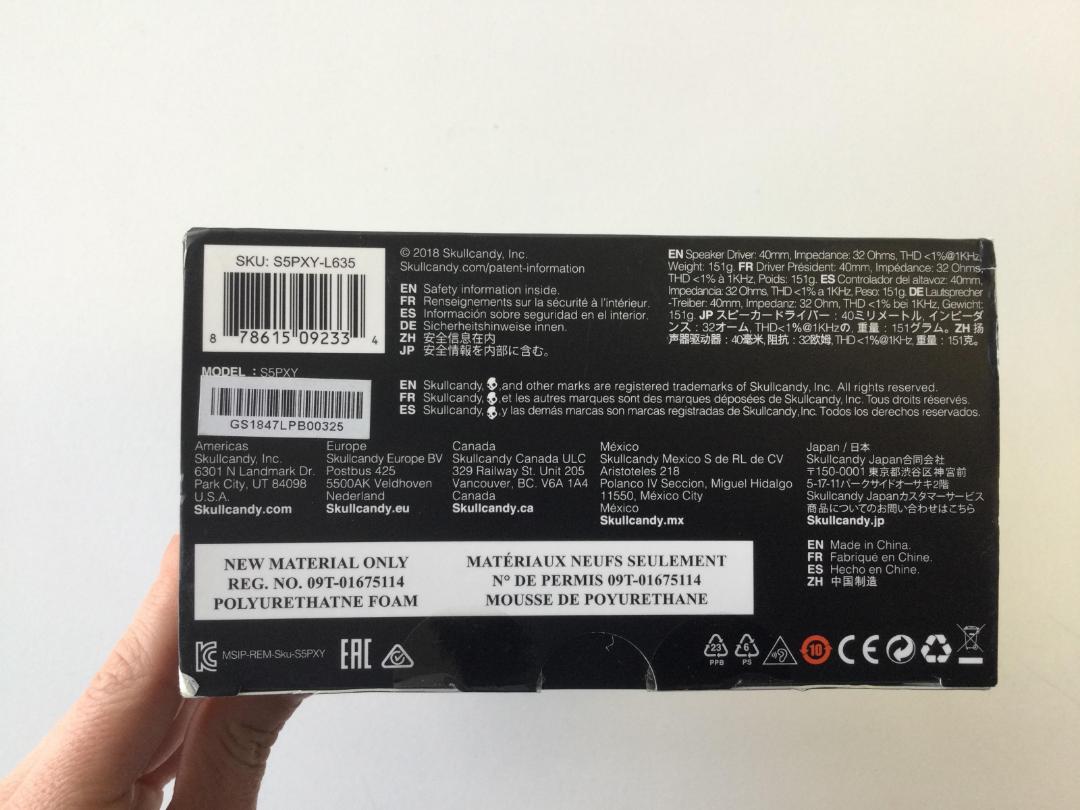 SKU: S5PXY-L635
8 78615 09233 4
© 2018 Skullcandy, Inc.
Skullcandy.com/patent-information
EN Safety information inside.
FR Renseignements sur la sécurité à l'intérieur.
ES Información sobre seguridad en el interior.
DE Sicherheitshinweise innen.
ZH 安全信息在内
JP 安全情報を内部に含む。
EN Speaker Driver: 40mm, Impedance: 32 Ohms, THD <1%@1KHz,
Weight: 151g. FR Driver Président: 40mm, Impédance: 32 Ohms,
THD <1% à 1KHz, Poids: 151g. ES Controlador del altavoz: 40mm,
Impedancia: 32 Ohms, THD <1% a 1KHz, Peso: 151g. DE Lautsprecher
-Treiber: 40mm, Impedanz: 32 Ohm, THD <1% bei 1KHz, Gewicht:
151g. JP スピーカードライバー：40ミリメートル, インピーダ
ンス：32オーム, THD<1%@1KHzの, 重量：151グラム。ZH 扬
声器驱动器：40毫米, 阻抗：32欧姆, THD <1%@1KHz, 重量：151克。
MODEL : S5PXY
GS1847LPB00325
EN Skullcandy, ,and other marks are registered trademarks of Skullcandy, Inc. All rights reserved.
FR Skullcandy, ,et les autres marques sont des marques déposées de Skullcandy, Inc. Tous droits réservés.
ES Skullcandy, ,y las demás marcas son marcas registradas de Skullcandy,Inc. Todos los derechos reservados.
Americas
Skullcandy, Inc.
6301 N Landmark Dr.
Park City, UT 84098
U.S.A.
Skullcandy.com
Europe
Skullcandy Europe BV
Postbus 425
5500AK Veldhoven
Nederland
Skullcandy.eu
Canada
Skullcandy Canada ULC
329 Railway St. Unit 205
Vancouver, BC. V6A 1A4
Canada
Skullcandy.ca
México
Skullcandy Mexico S de RL de CV
Aristoteles 218
Polanco IV Seccion, Miguel Hidalgo
11550, México City
México
Skullcandy.mx
Japan / 日本
Skullcandy Japan合同会社
〒150-0001 東京都渋谷区神宮前
5-17-11パークサイドオーサキ2階
Skullcandy Japanカスタマーサービス
商品についてのお問い合わせはこちら
Skullcandy.jp
EN Made in China.
FR Fabriqué en Chine.
ES Hecho en Chine.
ZH 中国制造
NEW MATERIAL ONLY
REG. NO. 09T-01675114
POLYURETHATNE FOAM
MATÉRIAUX NEUFS SEULEMENT
N° DE PERMIS 09T-01675114
MOUSSE DE POYURETHANE
MSIP-REM-Sku-S5PXY
EAC
23
PPB
6
PS
10
CE